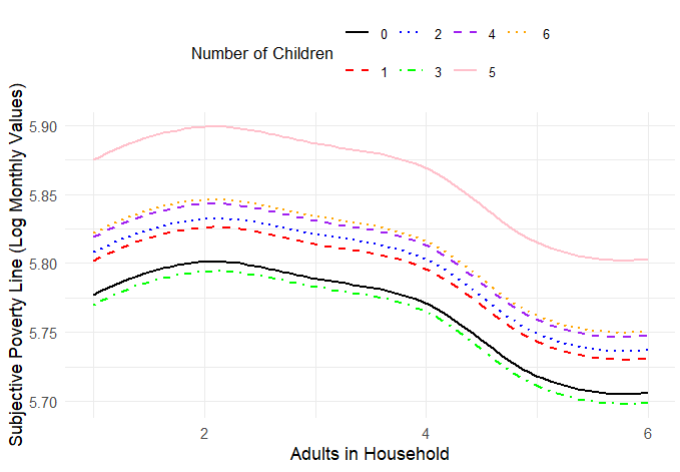 Number of Children
0 2 4 6
1 3 5
Subjective Poverty Line (Log Monthly Values)
5.90
5.85
5.80
5.75
5.70
2 4 6
Adults in Household